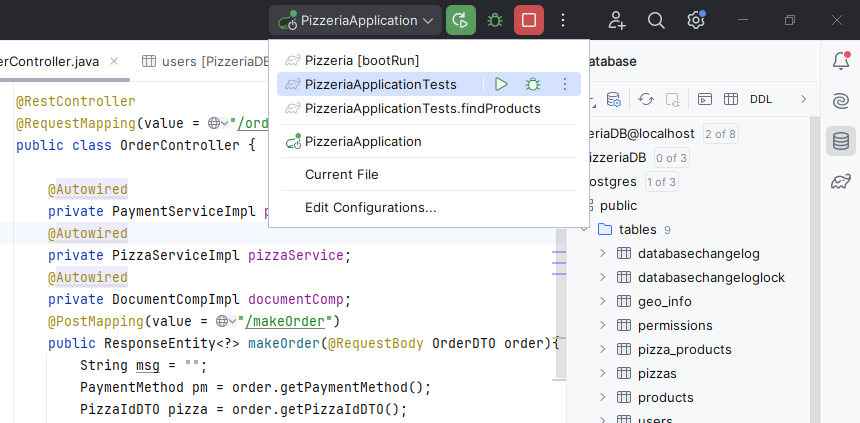 PizzeriaApplication
erController.java
users [PizzeriaDB
Pizzeria [bootRun]
PizzeriaApplicationTests
PizzeriaApplicationTests.findProducts
PizzeriaApplication
Current File
Edit Configurations...
@RestController
@RequestMapping(value = "/ord
public class OrderController {
@Autowired
private PaymentServiceImpl p
@Autowired
private PizzaServiceImpl pizzaService;
@Autowired
private DocumentCompImpl documentComp;
@PostMapping(value = "/makeOrder")
public ResponseEntity<?> makeOrder(@RequestBody OrderDTO order){
String msg = "";
PaymentMethod pm = order.getPaymentMethod();
PizzaIdDTO pizza = order.getPizzaIdDTO();
atabase
DDL
eriaDB@localhost 2 of 8
izzeriaDB 0 of 3
ostgres 1 of 3
public
tables 9
databasechangelog
databasechangeloglock
geo_info
permissions
pizza_products
pizzas
products
users